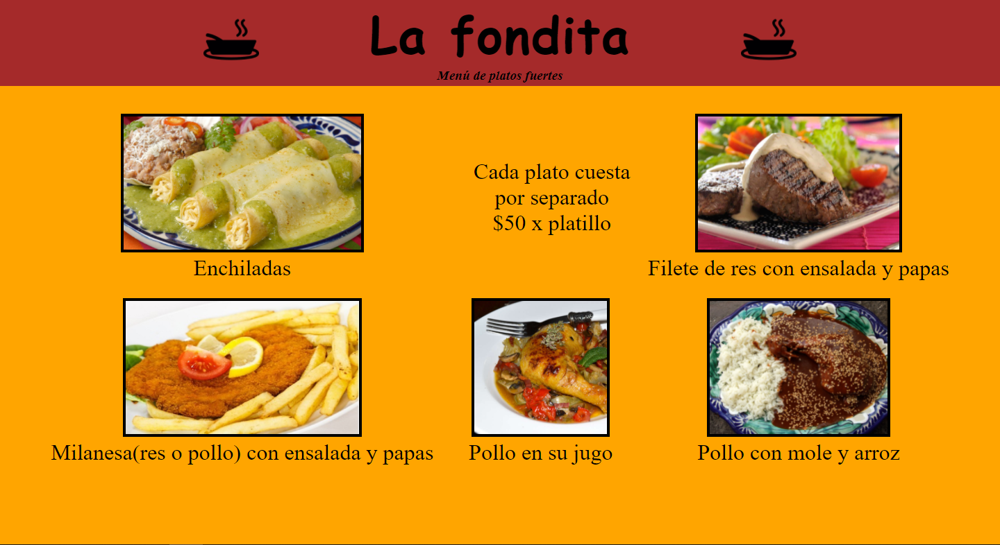 La fondita
Menú de platos fuertes
Cada plato cuesta
por separado
$50 x platillo
Enchiladas
Filete de res con ensalada y papas
Milanesa(res o pollo) con ensalada y papas
Pollo en su jugo
Pollo con mole y arroz